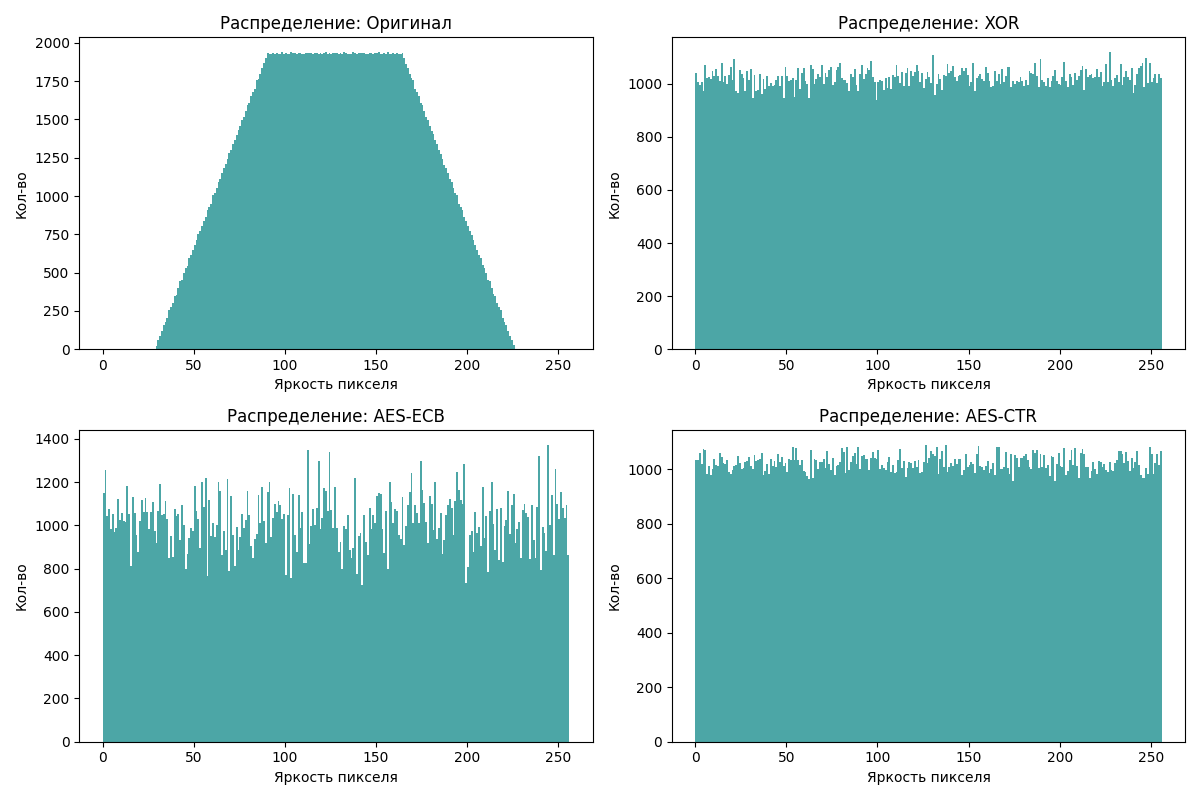 Распределение: Оригинал
2000
1750
1500
1250
1000
750
500
250
0
0 50 100 150 200 250
Кол-во
Яркость пикселя
Распределение: XOR
1000
800
600
400
200
0
0 50 100 150 200 250
Кол-во
Яркость пикселя
Распределение: AES-ECB
1400
1200
1000
800
600
400
200
0
0 50 100 150 200 250
Кол-во
Яркость пикселя
Распределение: AES-CTR
1000
800
600
400
200
0
0 50 100 150 200 250
Кол-во
Яркость пикселя